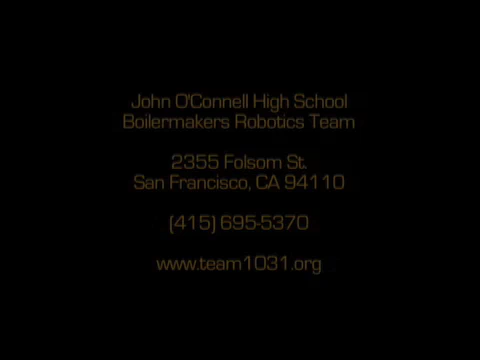 John O'Connell High School
Boilermakers Robotics Team
2355 Folsom St.
San Francisco, CA 94110
(415) 695-5370
www.team1031.org